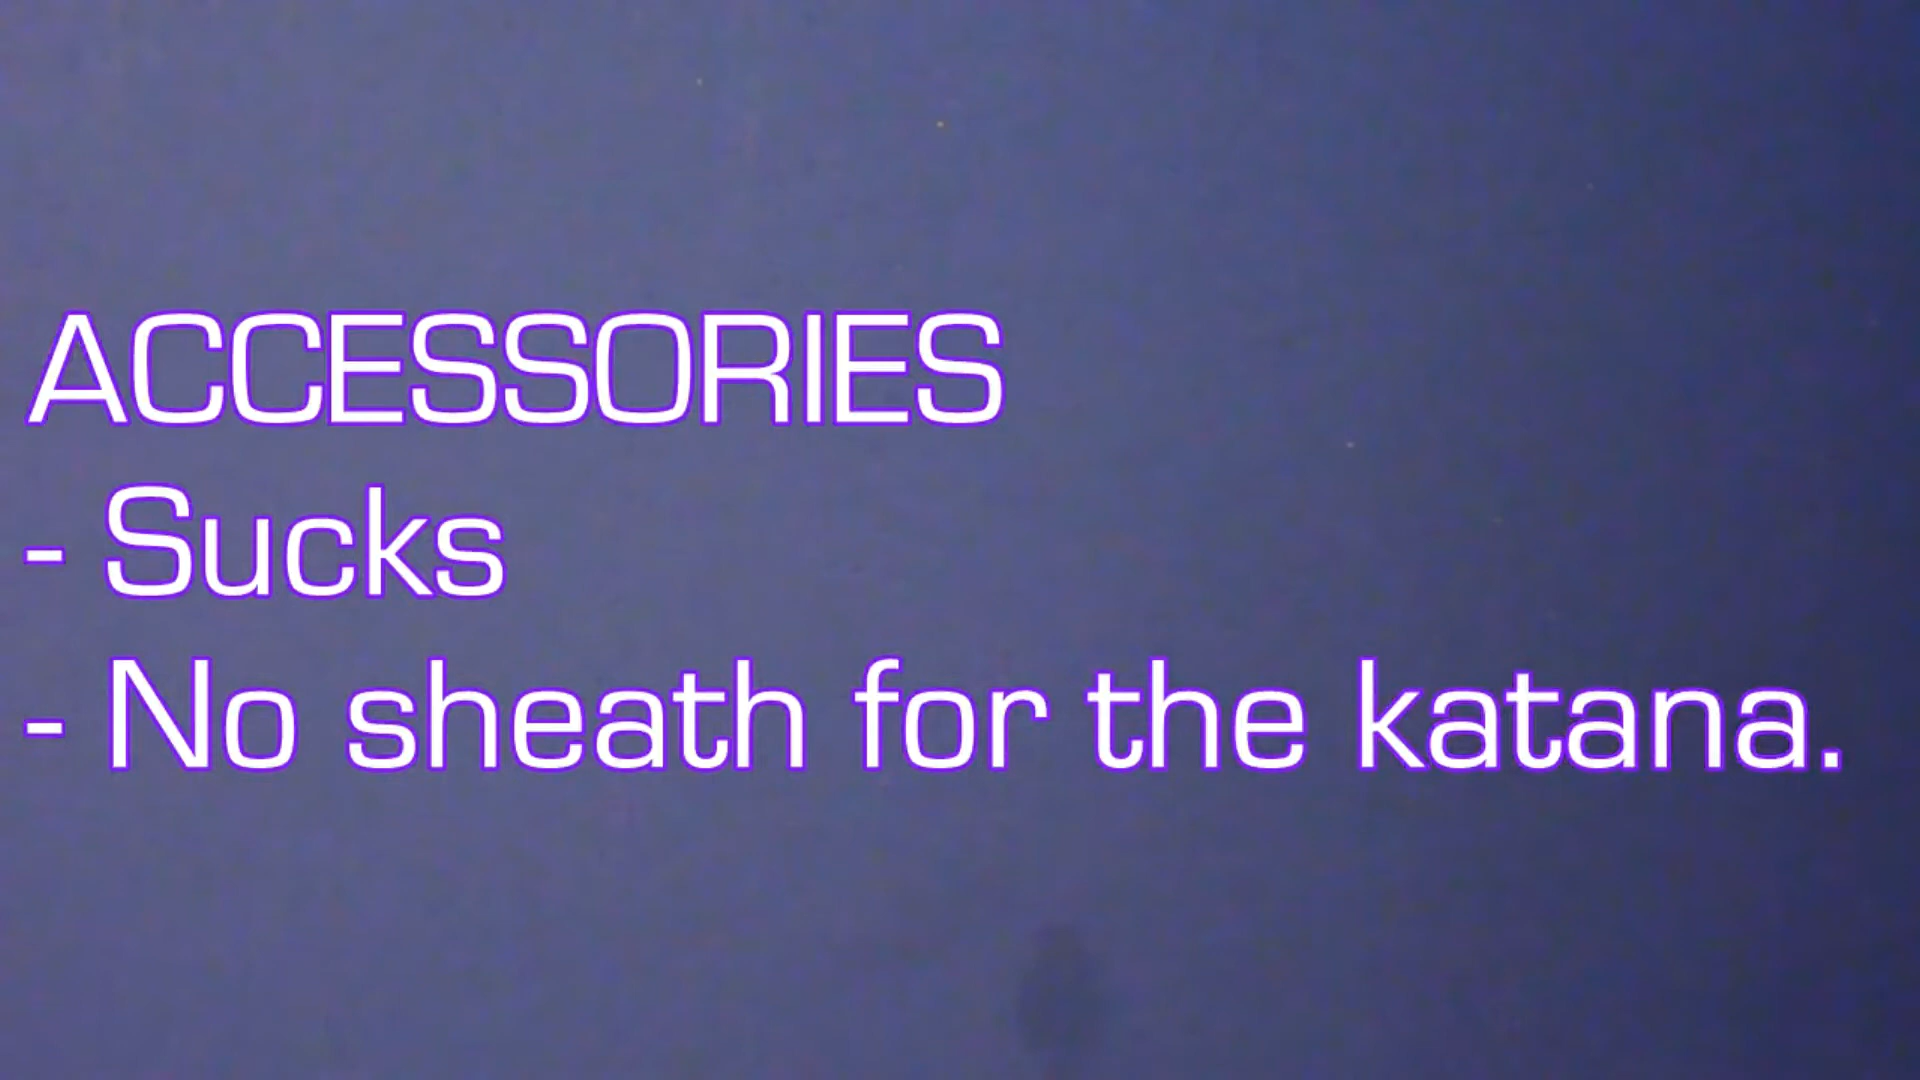 ACCESSORIES
- Sucks
- No sheath for the katana.